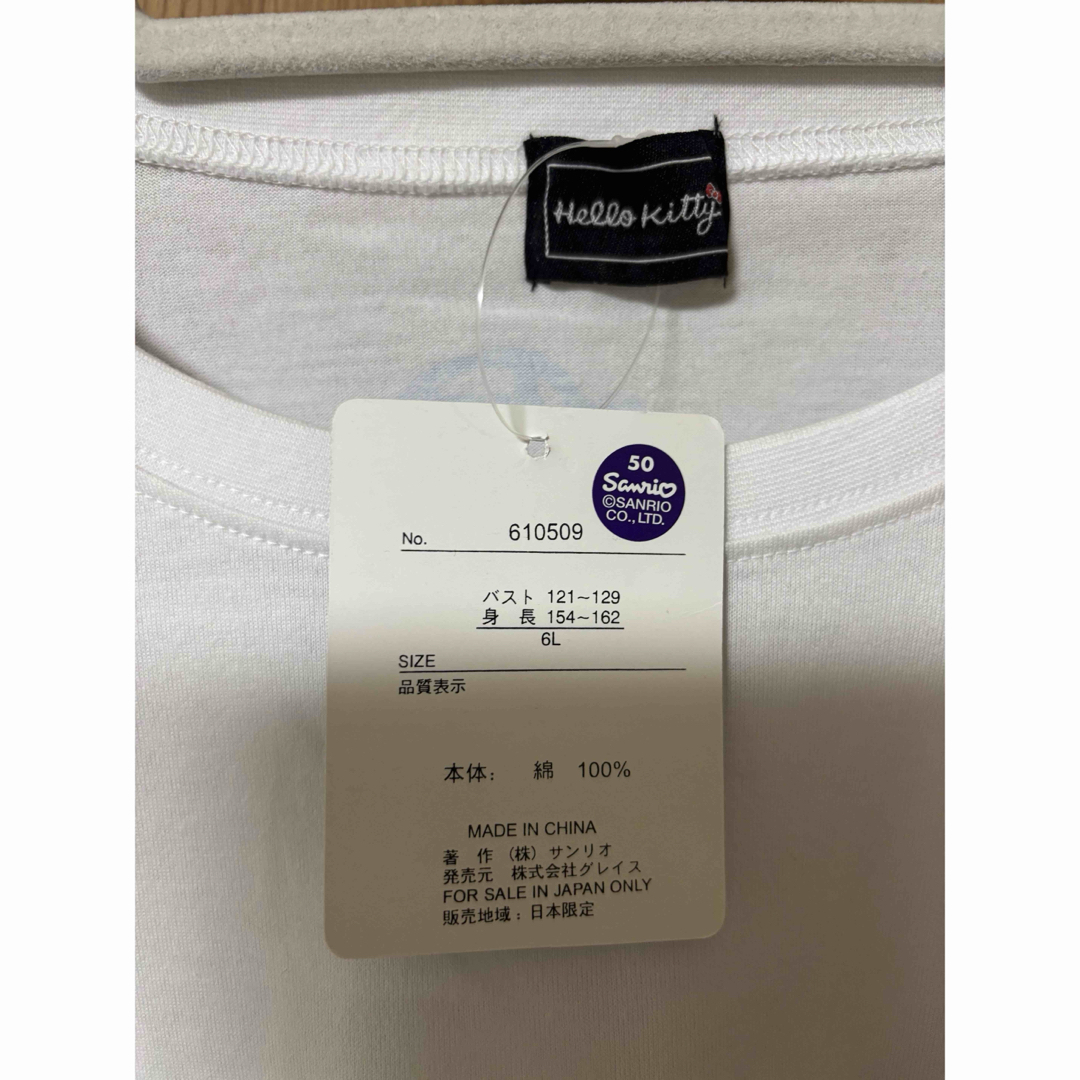 Hello Kitty
50
Sanrio
©SANRIO
CO.,LTD.
No. 610509
バスト 121~129
身 長 154~162
6L
SIZE
品質表示
本体: 綿 100%
MADE IN CHINA
著 作 (株) サンリオ
発売元 株式会社グレイス
FOR SALE IN JAPAN ONLY
販売地域:日本限定